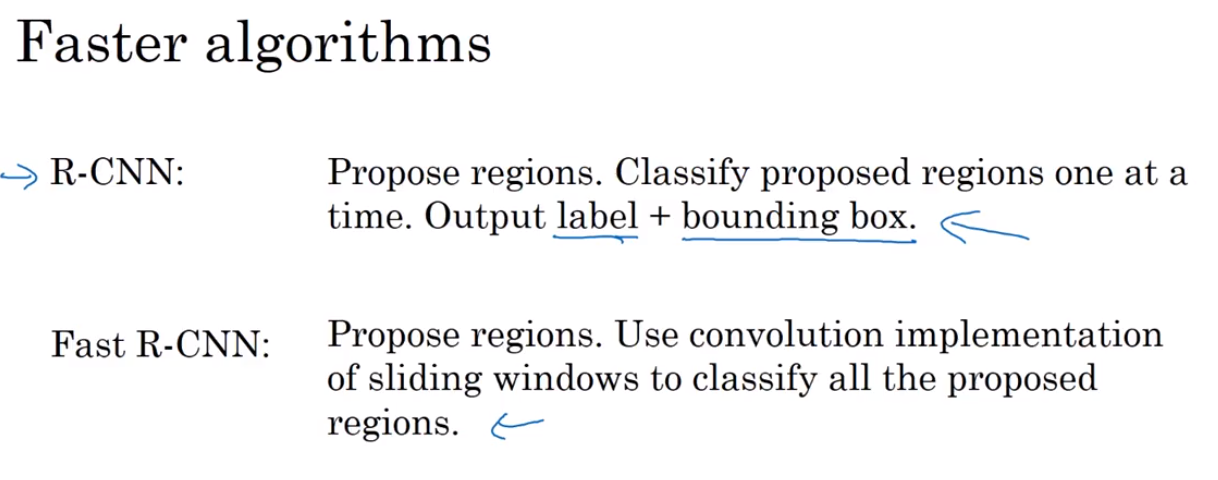 Faster algorithms
R-CNN: Propose regions. Classify proposed regions one at a
time. Output label + bounding box.
Fast R-CNN: Propose regions. Use convolution implementation
of sliding windows to classify all the proposed
regions.